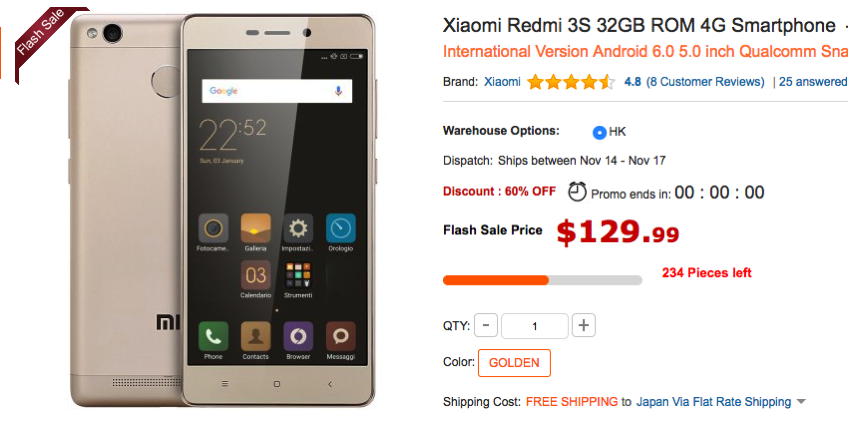 Flash Sale
Google
22:52
Sun, 03 January
Fotocame..
Galleria
Impostazi..
Orologio
03
Calendario
Strumenti
Phone
Contacts
Browser
Messaggi
MI
Xiaomi Redmi 3S 32GB ROM 4G Smartphone -
International Version Android 6.0 5.0 inch Qualcomm Sna
Brand: Xiaomi 4.8 (8 Customer Reviews) | 25 answered
Warehouse Options: HK
Dispatch: Ships between Nov 14 - Nov 17
Discount : 60% OFF Promo ends in: 00 : 00 : 00
Flash Sale Price $129.99
234 Pieces left
QTY: - 1 +
Color: GOLDEN
Shipping Cost: FREE SHIPPING to Japan Via Flat Rate Shipping